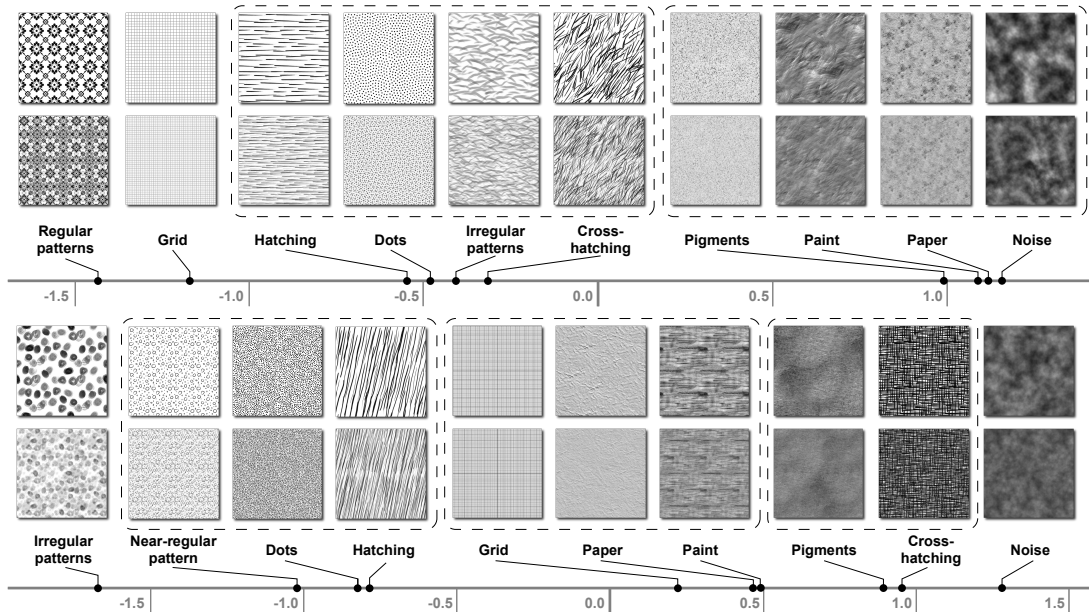 Regular patterns
Grid
Hatching
Dots
Irregular patterns
Cross-hatching
Pigments
Paint
Paper
Noise
-1.5 -1.0 -0.5 0.0 0.5 1.0
Irregular patterns
Near-regular pattern
Dots
Hatching
Grid
Paper
Paint
Pigments
Cross-hatching
Noise
-1.5 -1.0 -0.5 0.0 0.5 1.0 1.5